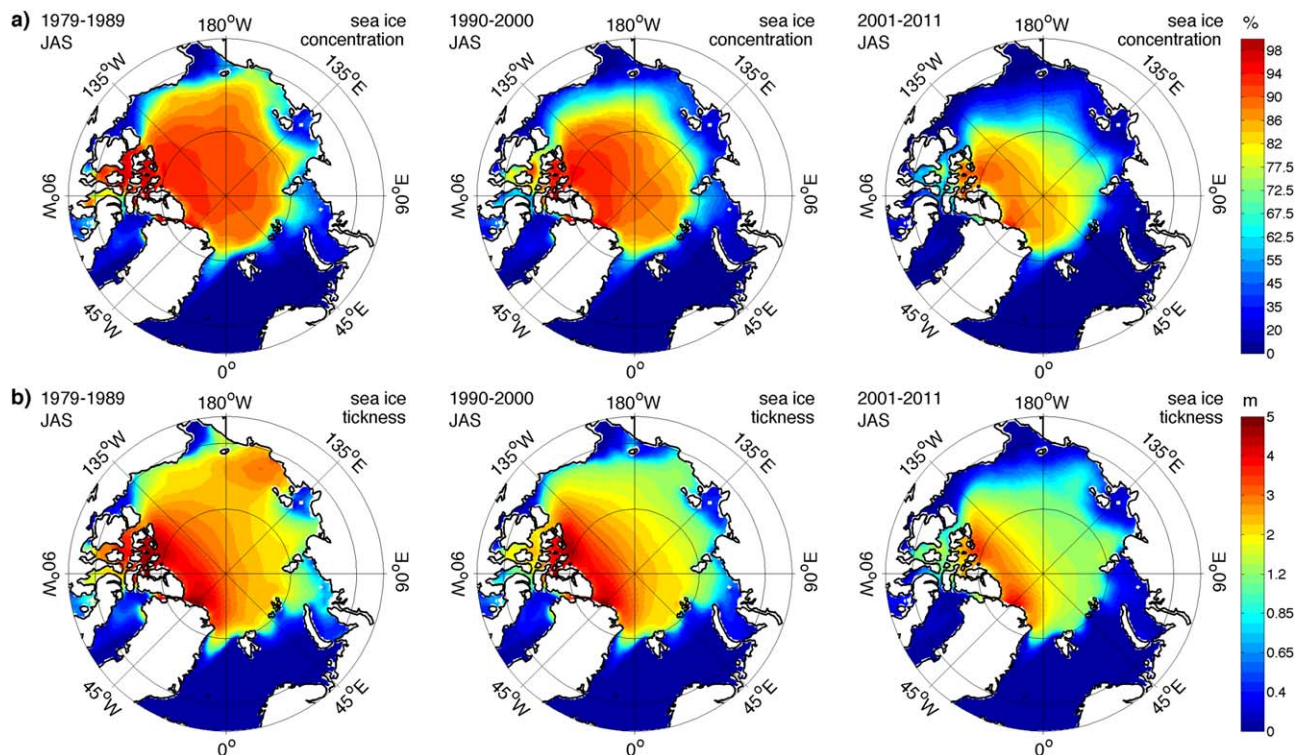 a) 1979-1989 180°W sea ice
JAS concentration
135°W 135°E
90°W 90°E
45°W 45°E
0°
1990-2000 180°W sea ice
JAS concentration
135°W 135°E
90°W 90°E
45°W 45°E
0°
2001-2011 180°W sea ice
JAS concentration
135°W 135°E
90°W 90°E
45°W 45°E
0°
%
98
94
90
86
82
78
72.5
67.5
62.5
55
45
35
20
0
b) 1979-1989 180°W sea ice
JAS tickness
135°W 135°E
90°W 90°E
45°W 45°E
0°
1990-2000 180°W sea ice
JAS tickness
135°W 135°E
90°W 90°E
45°W 45°E
0°
2001-2011 180°W sea ice
JAS tickness
135°W 135°E
90°W 90°E
45°W 45°E
0°
m
5
4
3
2
1.2
0.85
0.65
0.4
0